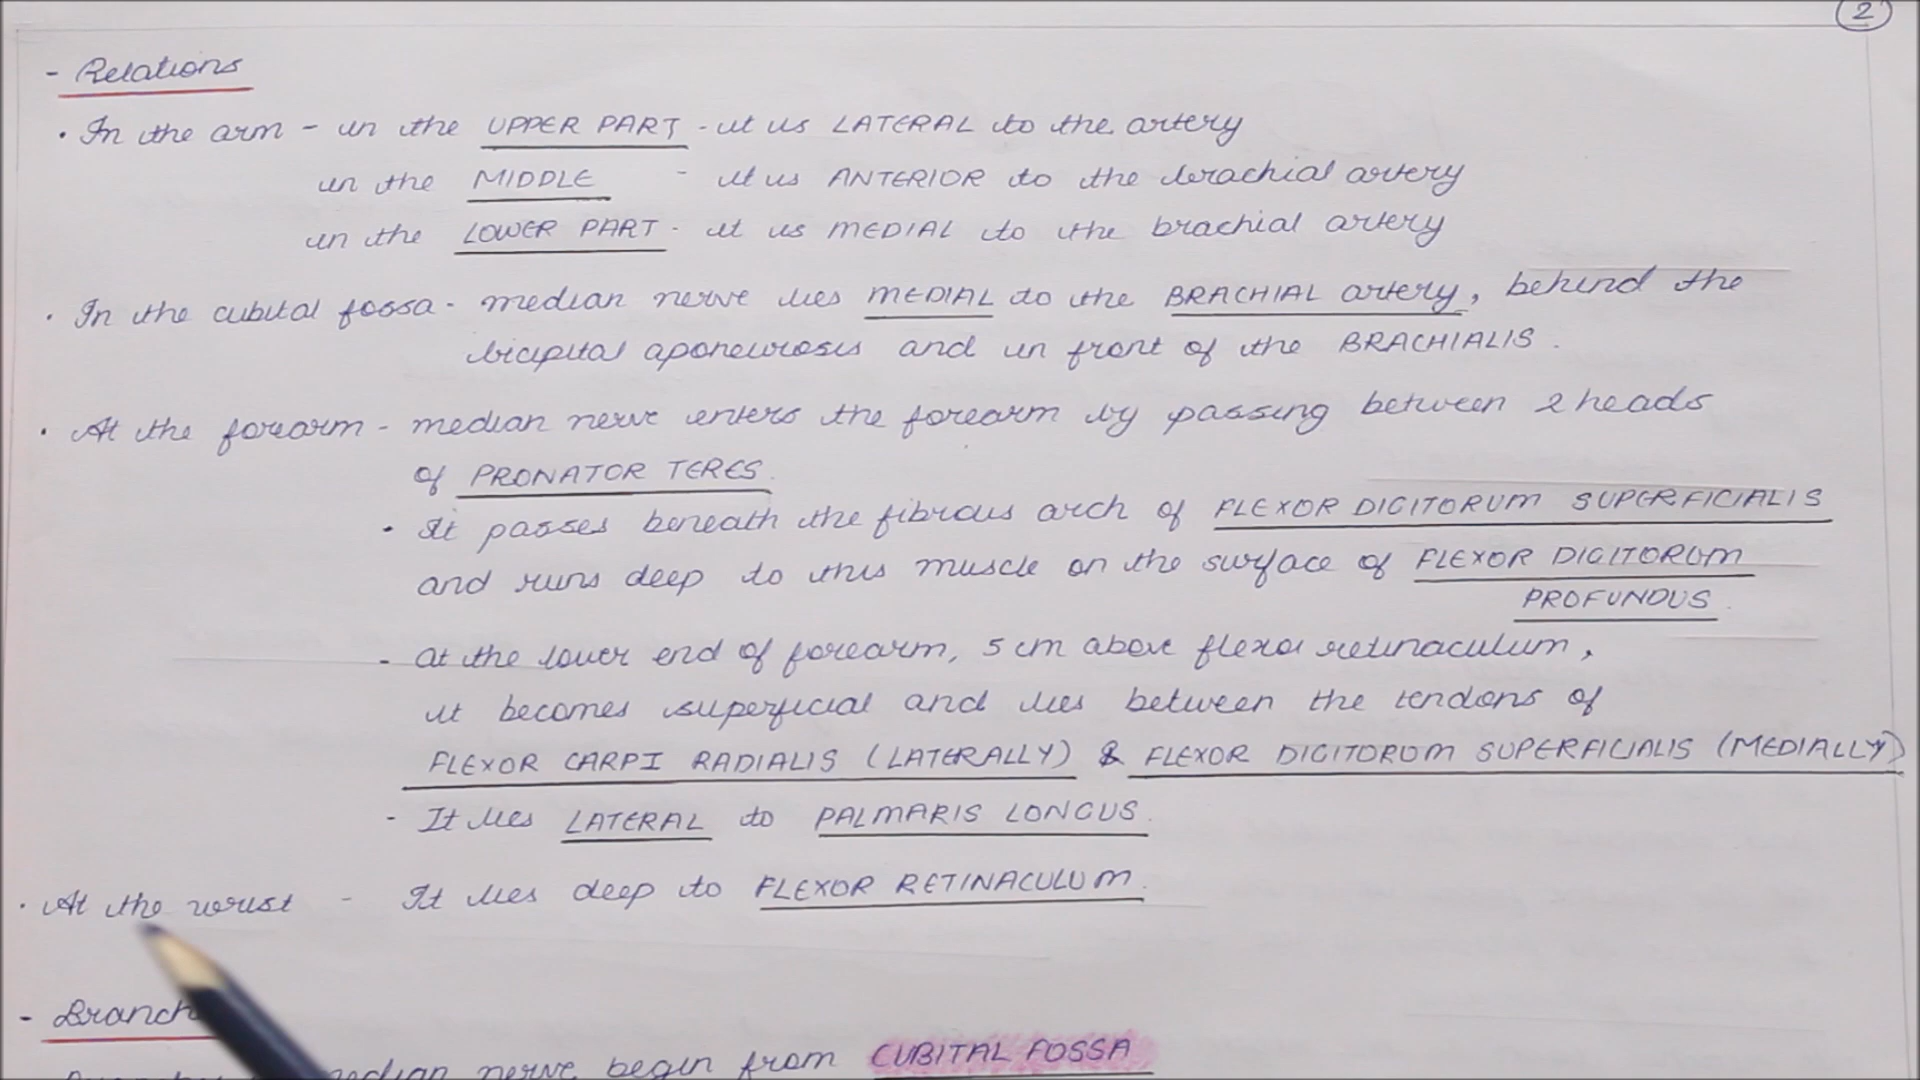 2
- Relations
• In the arm - in the UPPER PART - it is LATERAL to the artery
in the MIDDLE - it is ANTERIOR to the brachial artery
in the LOWER PART - it is MEDIAL to the brachial artery
• In the cubital fossa - median nerve lies MEDIAL to the BRACHIAL artery, behind the
bicipital aponeurosis and in front of the BRACHIALIS.
• At the forearm - median nerve enters the forearm by passing between 2 heads
of PRONATOR TERES.
- It passes beneath the fibrous arch of FLEXOR DIGITORUM SUPERFICIALIS
and runs deep to this muscle on the surface of FLEXOR DIGITORUM
PROFUNDUS.
- at the lower end of forearm, 5 cm above flexor retinaculum,
it becomes superficial and lies between the tendons of
FLEXOR CARPI RADIALIS (LATERALLY) & FLEXOR DIGITORUM SUPERFICIALIS (MEDIALLY)
- It lies LATERAL to PALMARIS LONGUS.
• At the wrist - It lies deep to FLEXOR RETINACULUM.
- Branch
median nerve begin from CUBITAL FOSSA